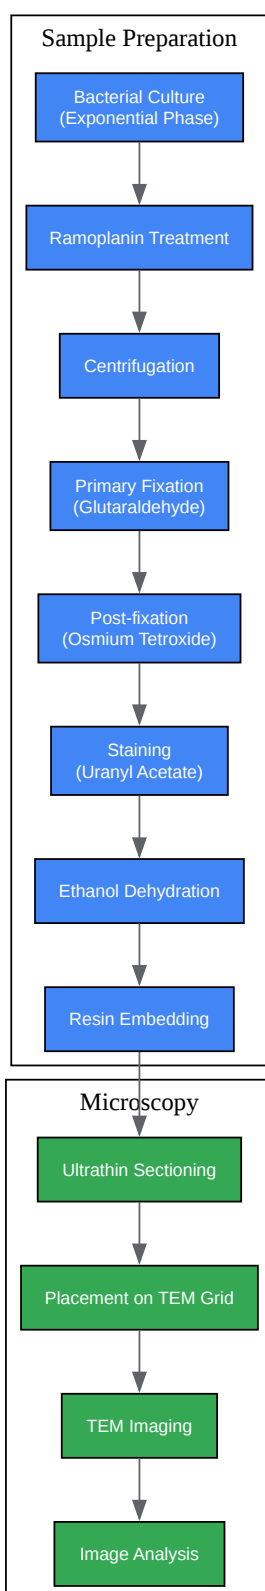 Sample Preparation
Bacterial Culture
(Exponential Phase)
Ramoplanin Treatment
Centrifugation
Primary Fixation
(Glutaraldehyde)
Post-fixation
(Osmium Tetroxide)
Staining
(Uranyl Acetate)
Ethanol Dehydration
Resin Embedding
Microscopy
Ultrathin Sectioning
Placement on TEM Grid
TEM Imaging
Image Analysis